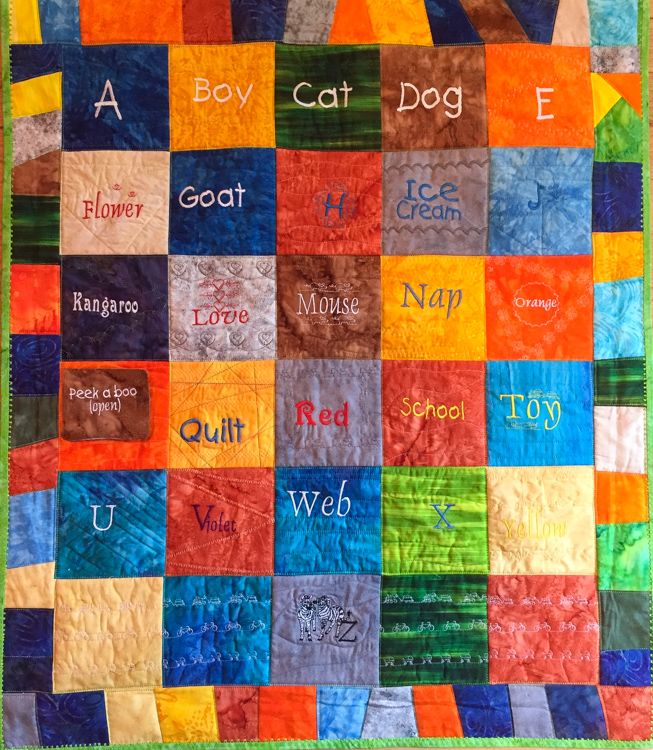 A Boy Cat Dog E
Flower Goat H Ice
Cream J
Kangaroo Love Mouse Nap Orange
Peek a boo
(open) Quilt Red School Toy
U Violet Web X Yellow
Z